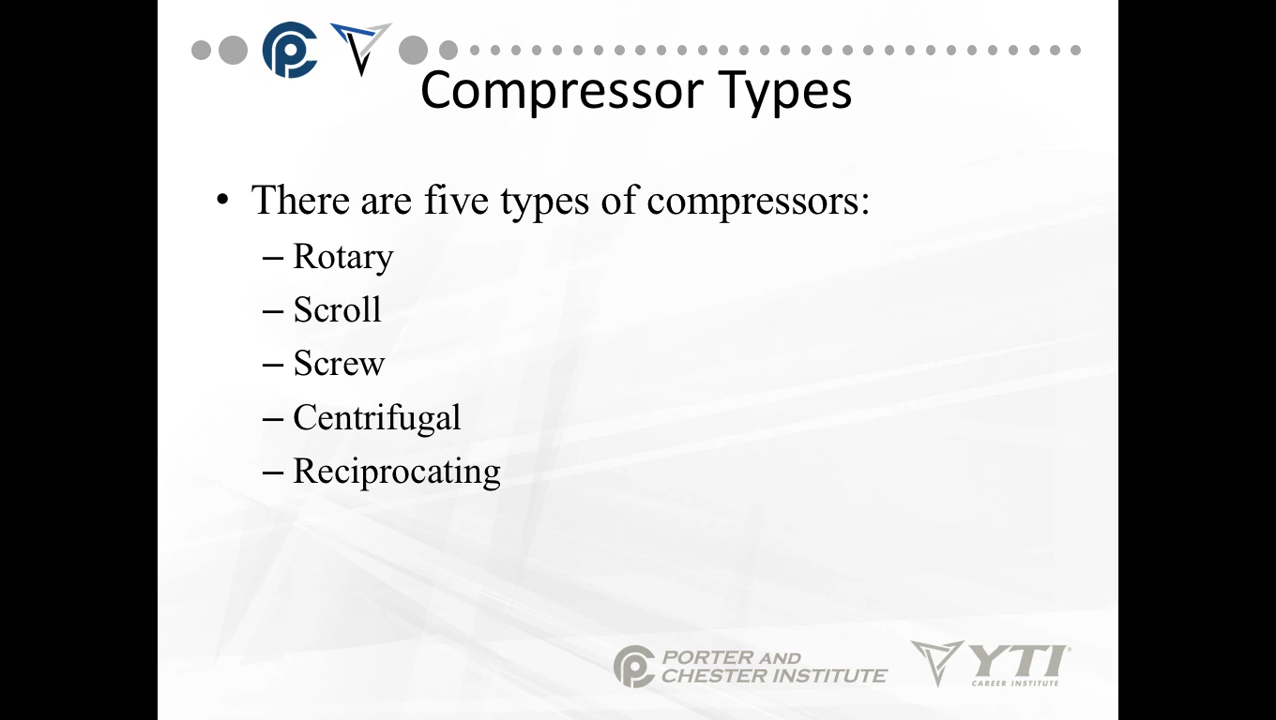 Compressor Types
• There are five types of compressors:
– Rotary
– Scroll
– Screw
– Centrifugal
– Reciprocating
PORTER AND
CHESTER INSTITUTE
YTI®
CAREER INSTITUTE